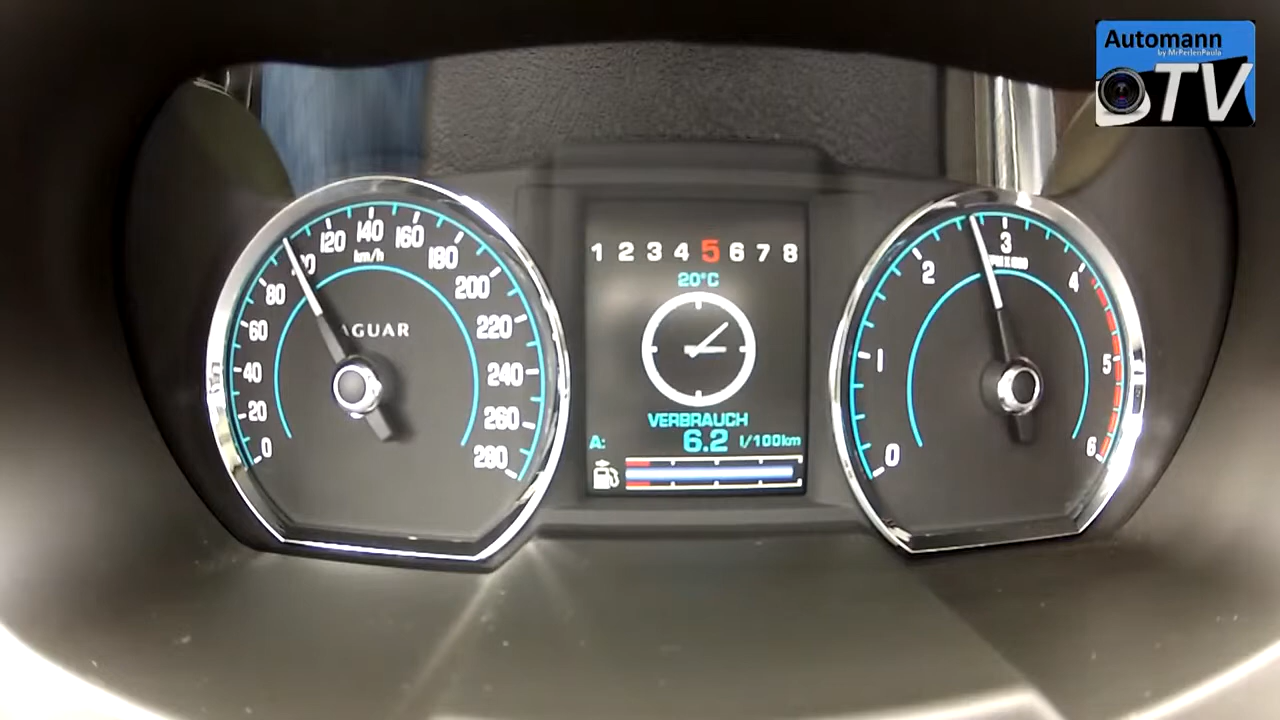 Automann
by MrPerlenPaula
TV
0
20
40
60
80
120
140
160
180
200
220
240
260
280
km/h
AGUAR
1 2 3 4 5 6 7 8
20°C
VERBRAUCH
A: 6.2 l/100km
0
1
2
3
4
5
6